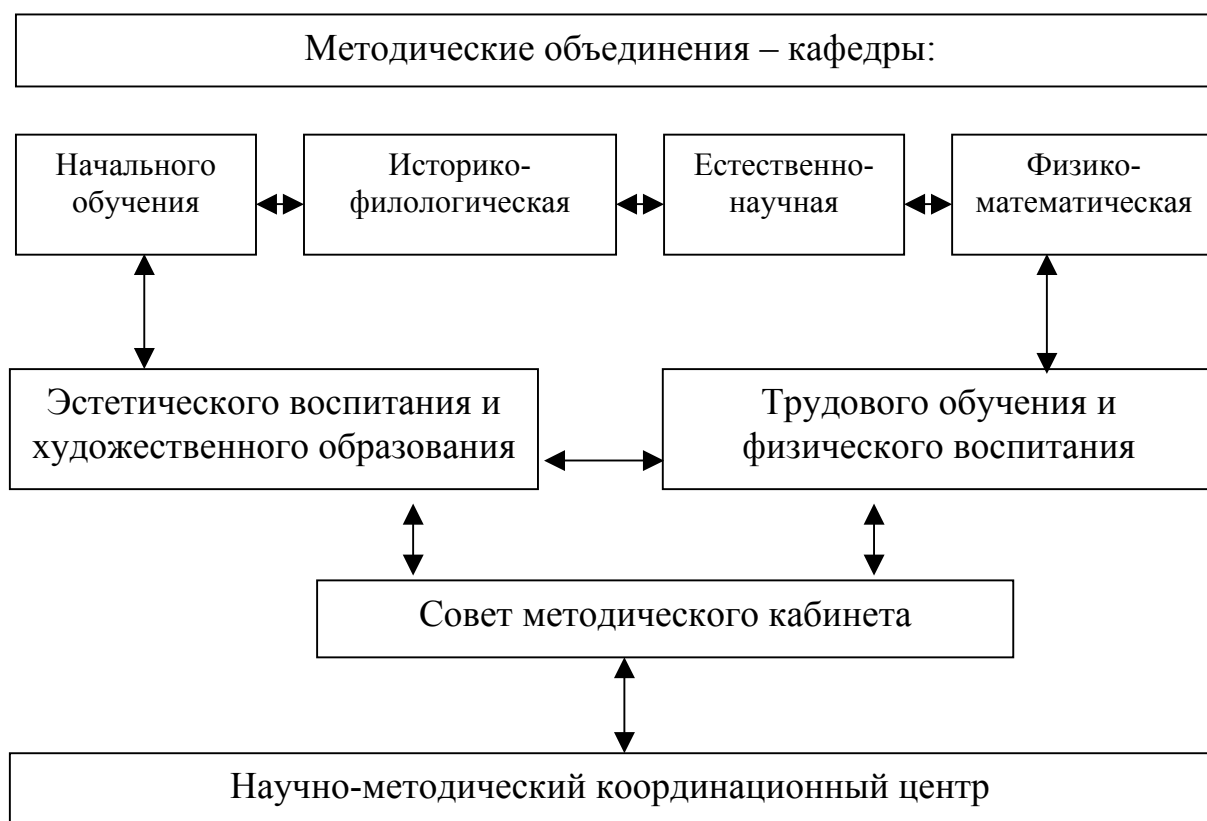 Методические объединения – кафедры:
Начального
обучения
Историко-
филологическая
Естественно-
научная
Физико-
математическая
Эстетического воспитания и
художественного образования
Трудового обучения и
физического воспитания
Совет методического кабинета
Научно-методический координационный центр